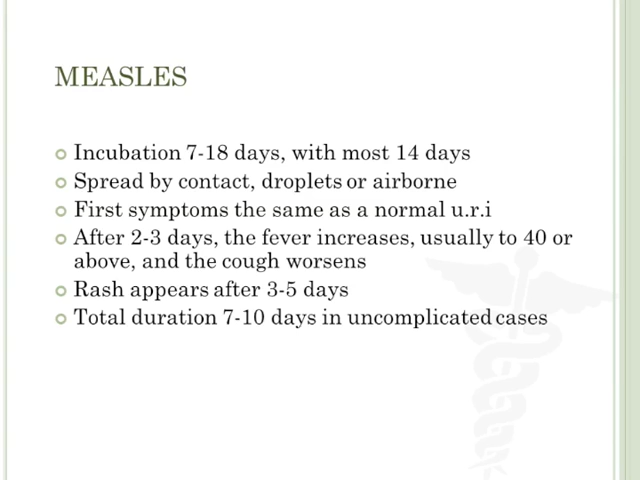 MEASLES
Incubation 7-18 days, with most 14 days
Spread by contact, droplets or airborne
First symptoms the same as a normal u.r.i
After 2-3 days, the fever increases, usually to 40 or
above, and the cough worsens
Rash appears after 3-5 days
Total duration 7-10 days in uncomplicated cases